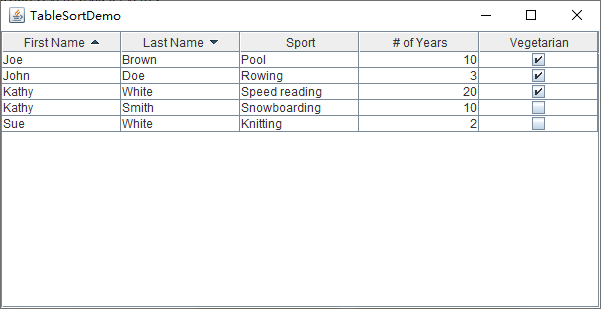 TableSortDemo
First Name Last Name Sport # of Years Vegetarian
Joe Brown Pool 10
John Doe Rowing 3
Kathy White Speed reading 20
Kathy Smith Snowboarding 10
Sue White Knitting 2